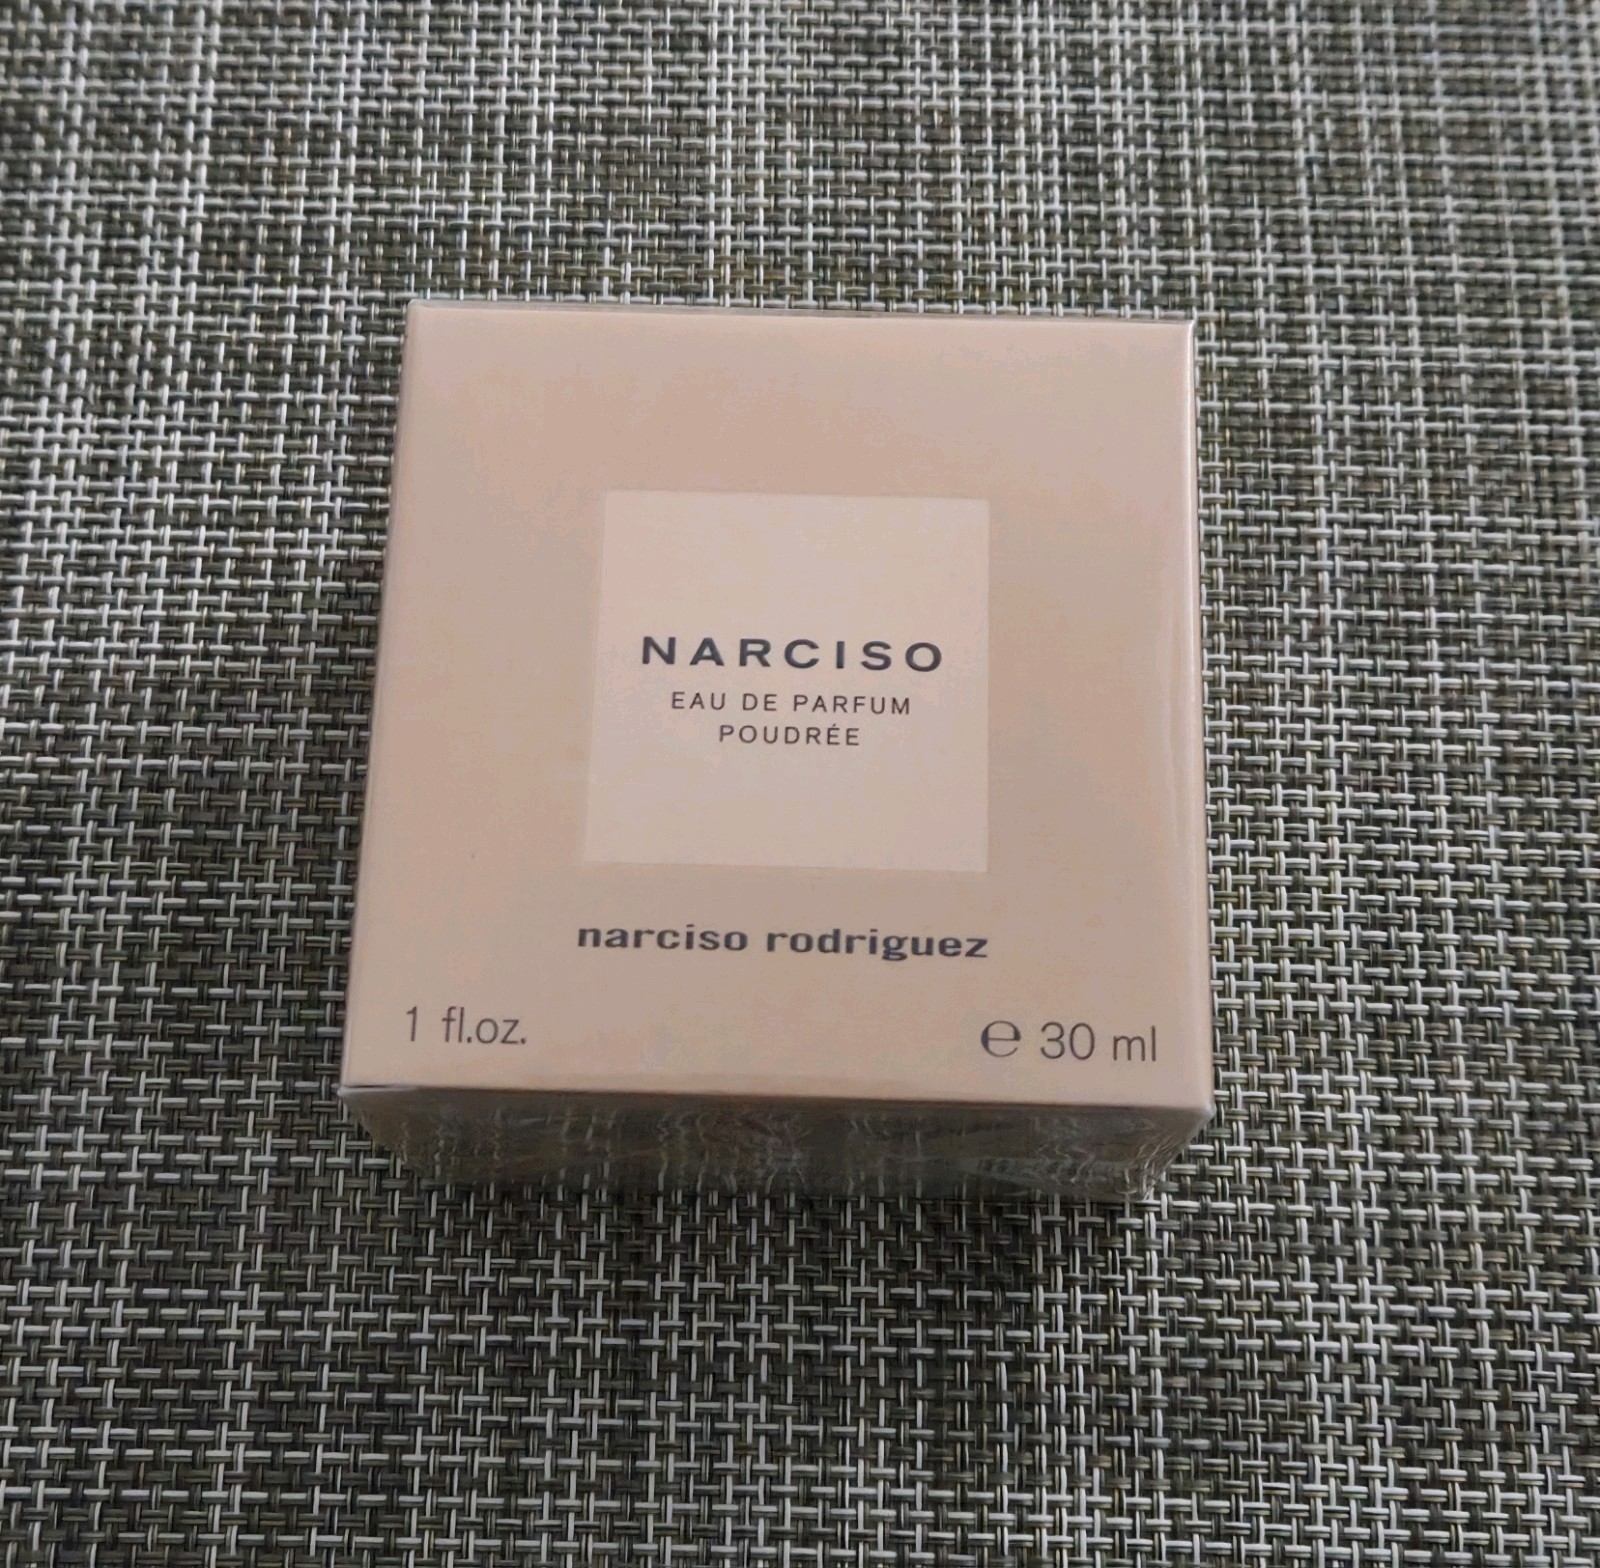 NARCISO
EAU DE PARFUM
POUDRÉE
narciso rodriguez
1 fl.oz.
℮ 30 ml